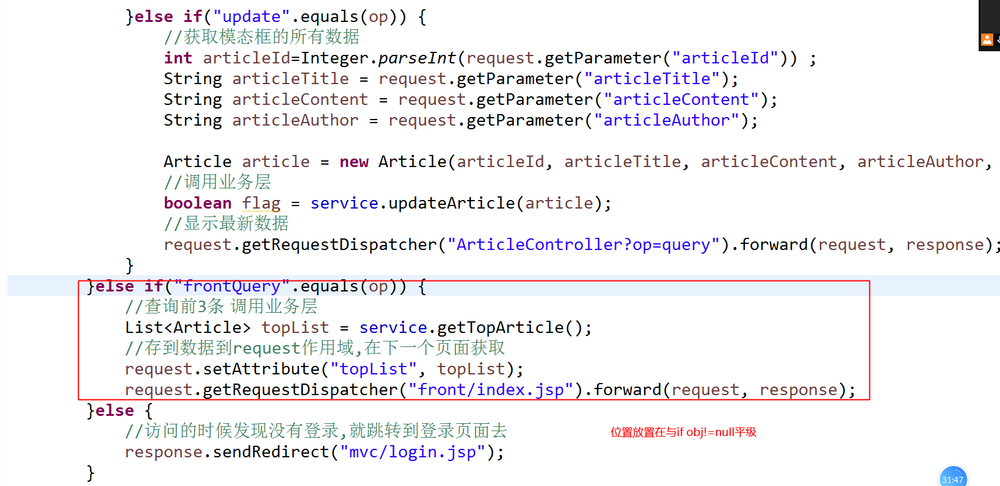 }else if("update".equals(op)) {
//获取模态框的所有数据
int articleId=Integer.parseInt(request.getParameter("articleId")) ;
String articleTitle = request.getParameter("articleTitle");
String articleContent = request.getParameter("articleContent");
String articleAuthor = request.getParameter("articleAuthor");
Article article = new Article(articleId, articleTitle, articleContent, articleAuthor,
//调用业务层
boolean flag = service.updateArticle(article);
//显示最新数据
request.getRequestDispatcher("ArticleController?op=query").forward(request, response);
}
}else if("frontQuery".equals(op)) {
//查询前3条 调用业务层
List<Article> topList = service.getTopArticle();
//存到数据到request作用域,在下一个页面获取
request.setAttribute("topList", topList);
request.getRequestDispatcher("front/index.jsp").forward(request, response);
}else {
//访问的时候发现没有登录,就跳转到登录页面去
位置放置在与if obj!=null平级
response.sendRedirect("mvc/login.jsp");
}
31:47